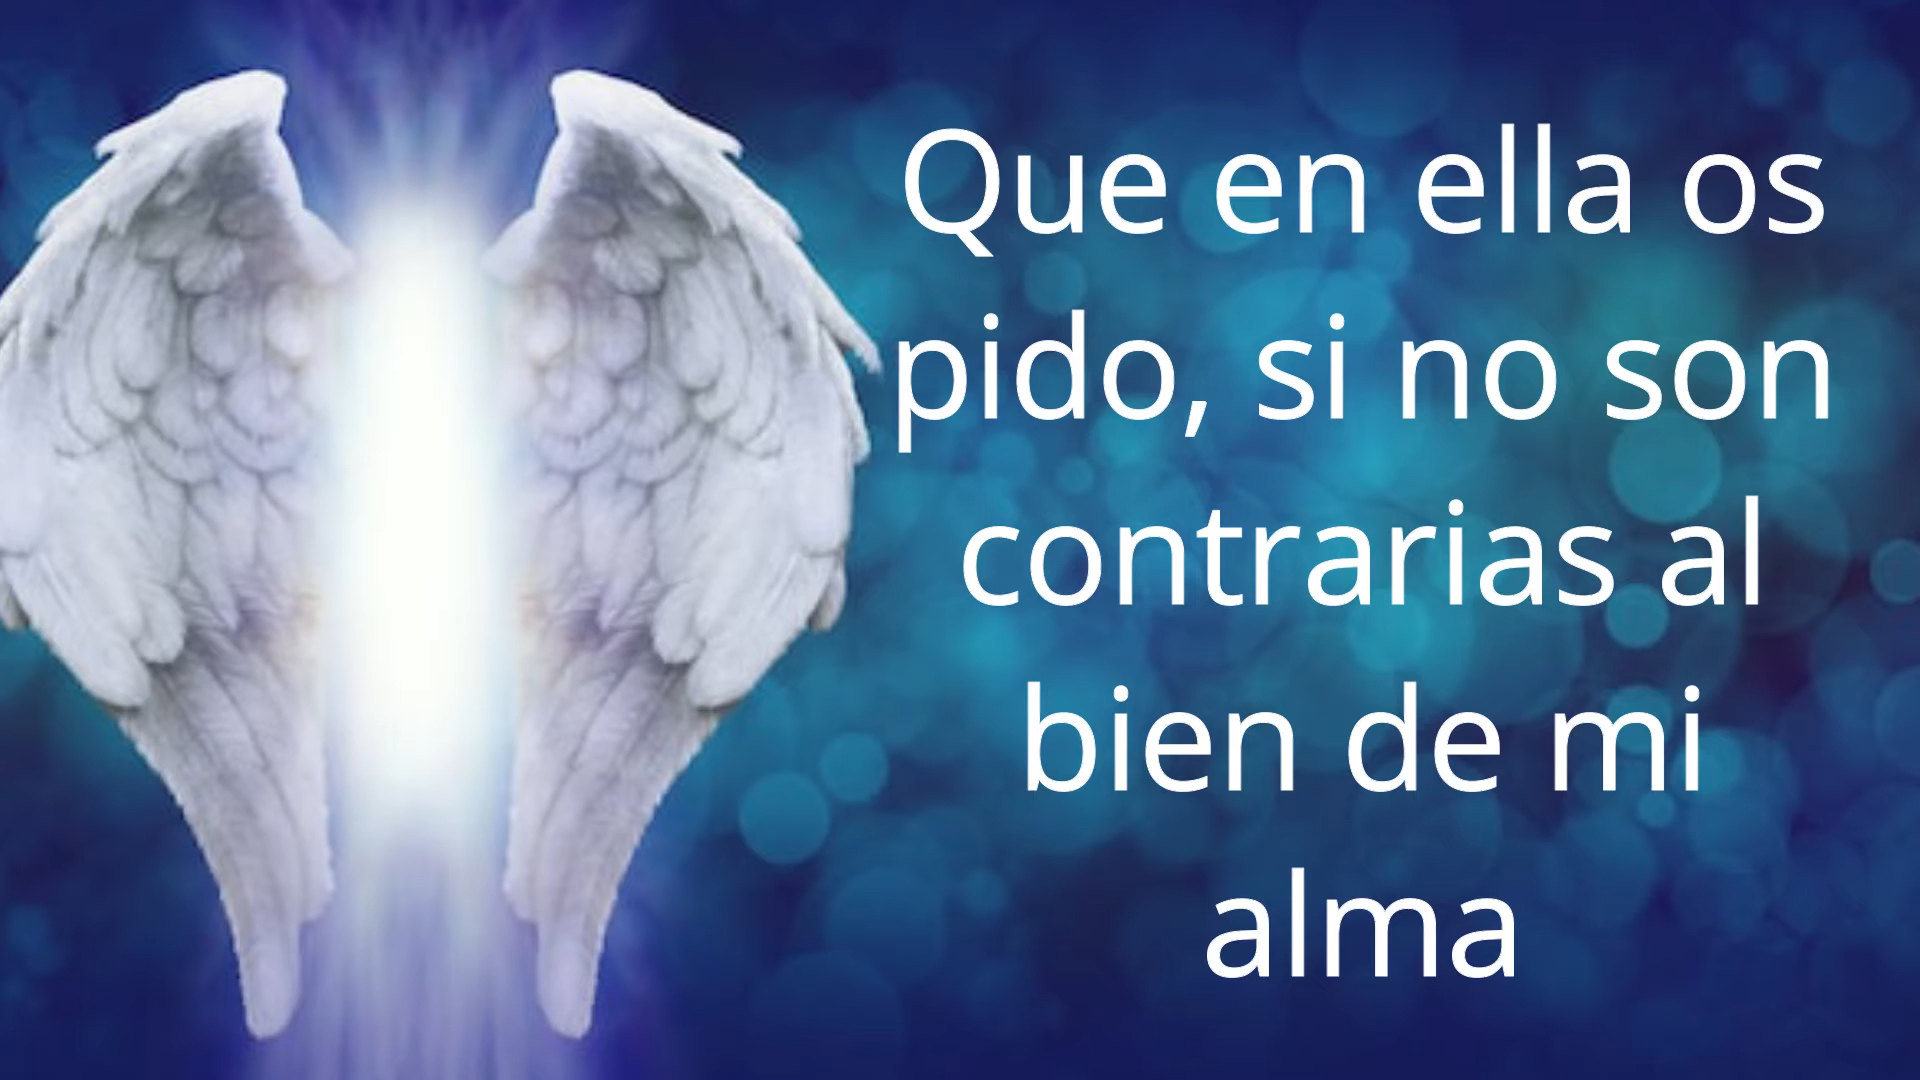 Que en ella os
pido, si no son
contrarias al
bien de mi
alma